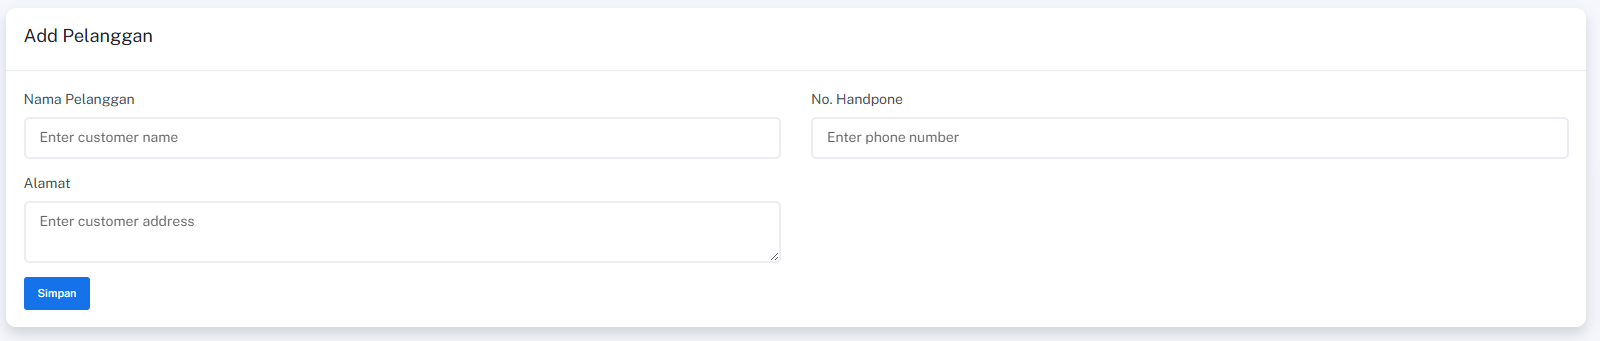 Add Pelanggan
Nama Pelanggan
No. Handpone
Enter customer name
Enter phone number
Alamat
Enter customer address
Simpan